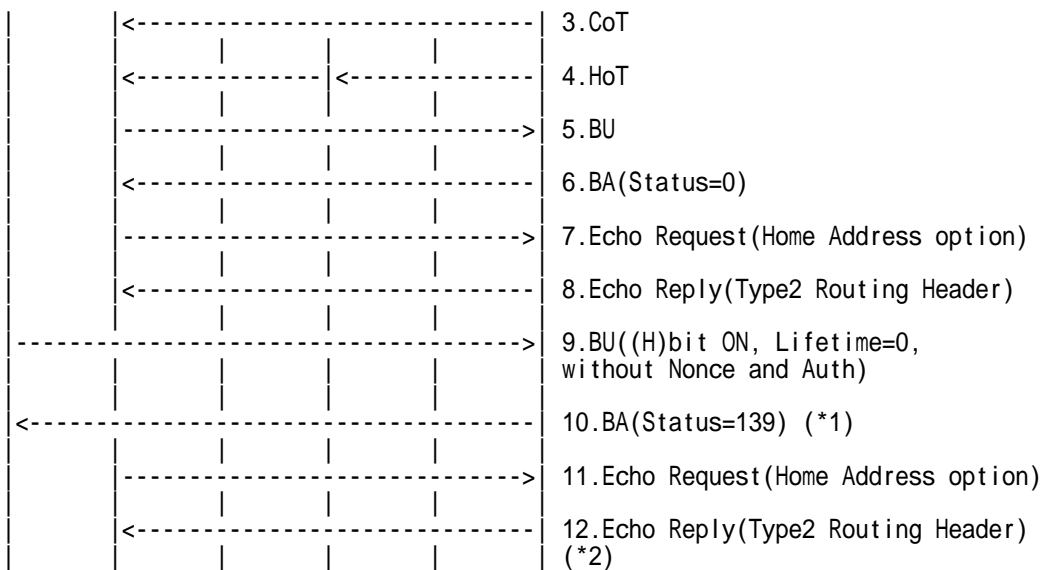 3.CoT
4.HoT
5.BU
6.BA(Status=0)
7.Echo Request(Home Address option)
8.Echo Reply(Type2 Routing Header)
9.BU((H)bit ON, Lifetime=0,
without Nonce and Auth)
10.BA(Status=139) (*1)
11.Echo Request(Home Address option)
12.Echo Reply(Type2 Routing Header)
(*2)